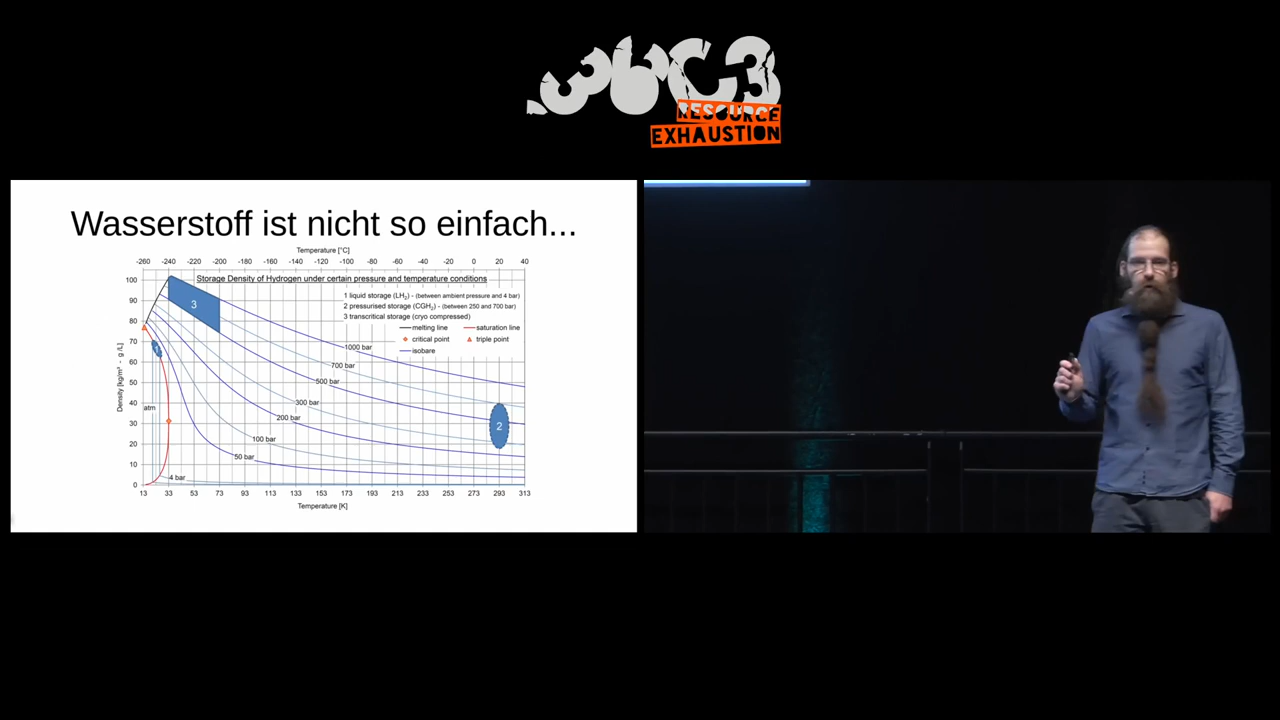 36C3
RESOURCE
EXHAUSTION
Wasserstoff ist nicht so einfach...
Temperature [°C]
-260 -240 -220 -200 -180 -160 -140 -120 -100 -80 -60 -40 -20 0 20 40
Storage Density of Hydrogen under certain pressure and temperature conditions
1 liquid storage (LH₂) - (between ambient pressure and 4 bar)
2 pressurised storage (CGH₂) - (between 250 and 700 bar)
3 transcritical storage (cryo compressed)
melting line saturation line
critical point triple point
isobare
Density [kg/m³ - g /L]
100
90
80
70
60
50
40
30
20
10
0
3
1000 bar
700 bar
500 bar
300 bar
200 bar
100 bar
50 bar
4 bar
atm
2
13 33 53 73 93 113 133 153 173 193 213 233 253 273 293 313
Temperature [K]